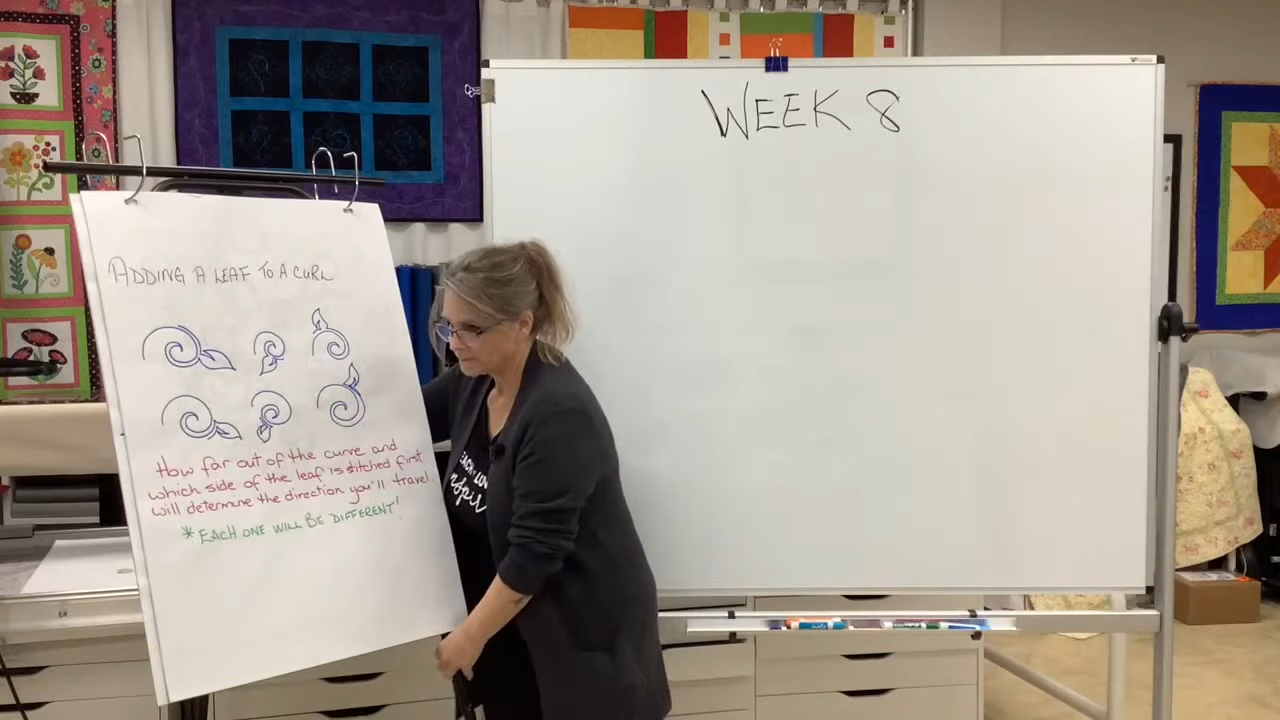 WEEK 8
ADDING A LEAF TO A CURL
How far out of the curve and
which side of the leaf is stitched first
will determine the direction you'll travel.
*EACH ONE WILL BE DIFFERENT!